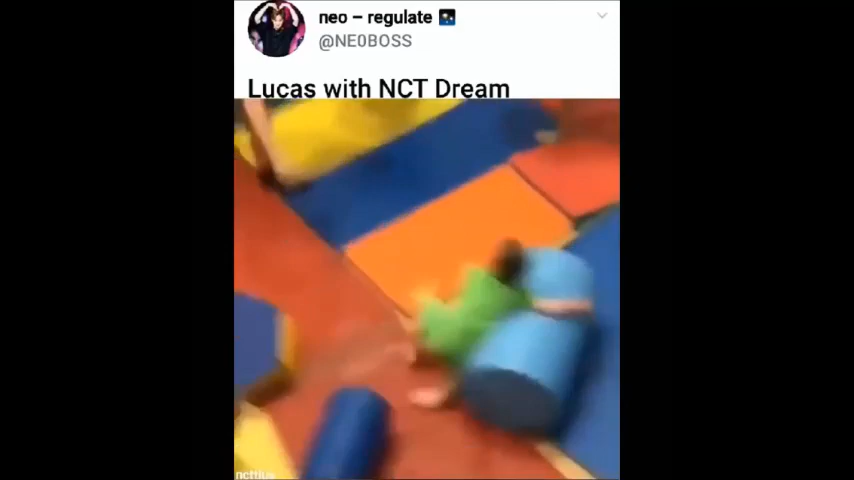 neo – regulate
@NE0BOSS
Lucas with NCT Dream